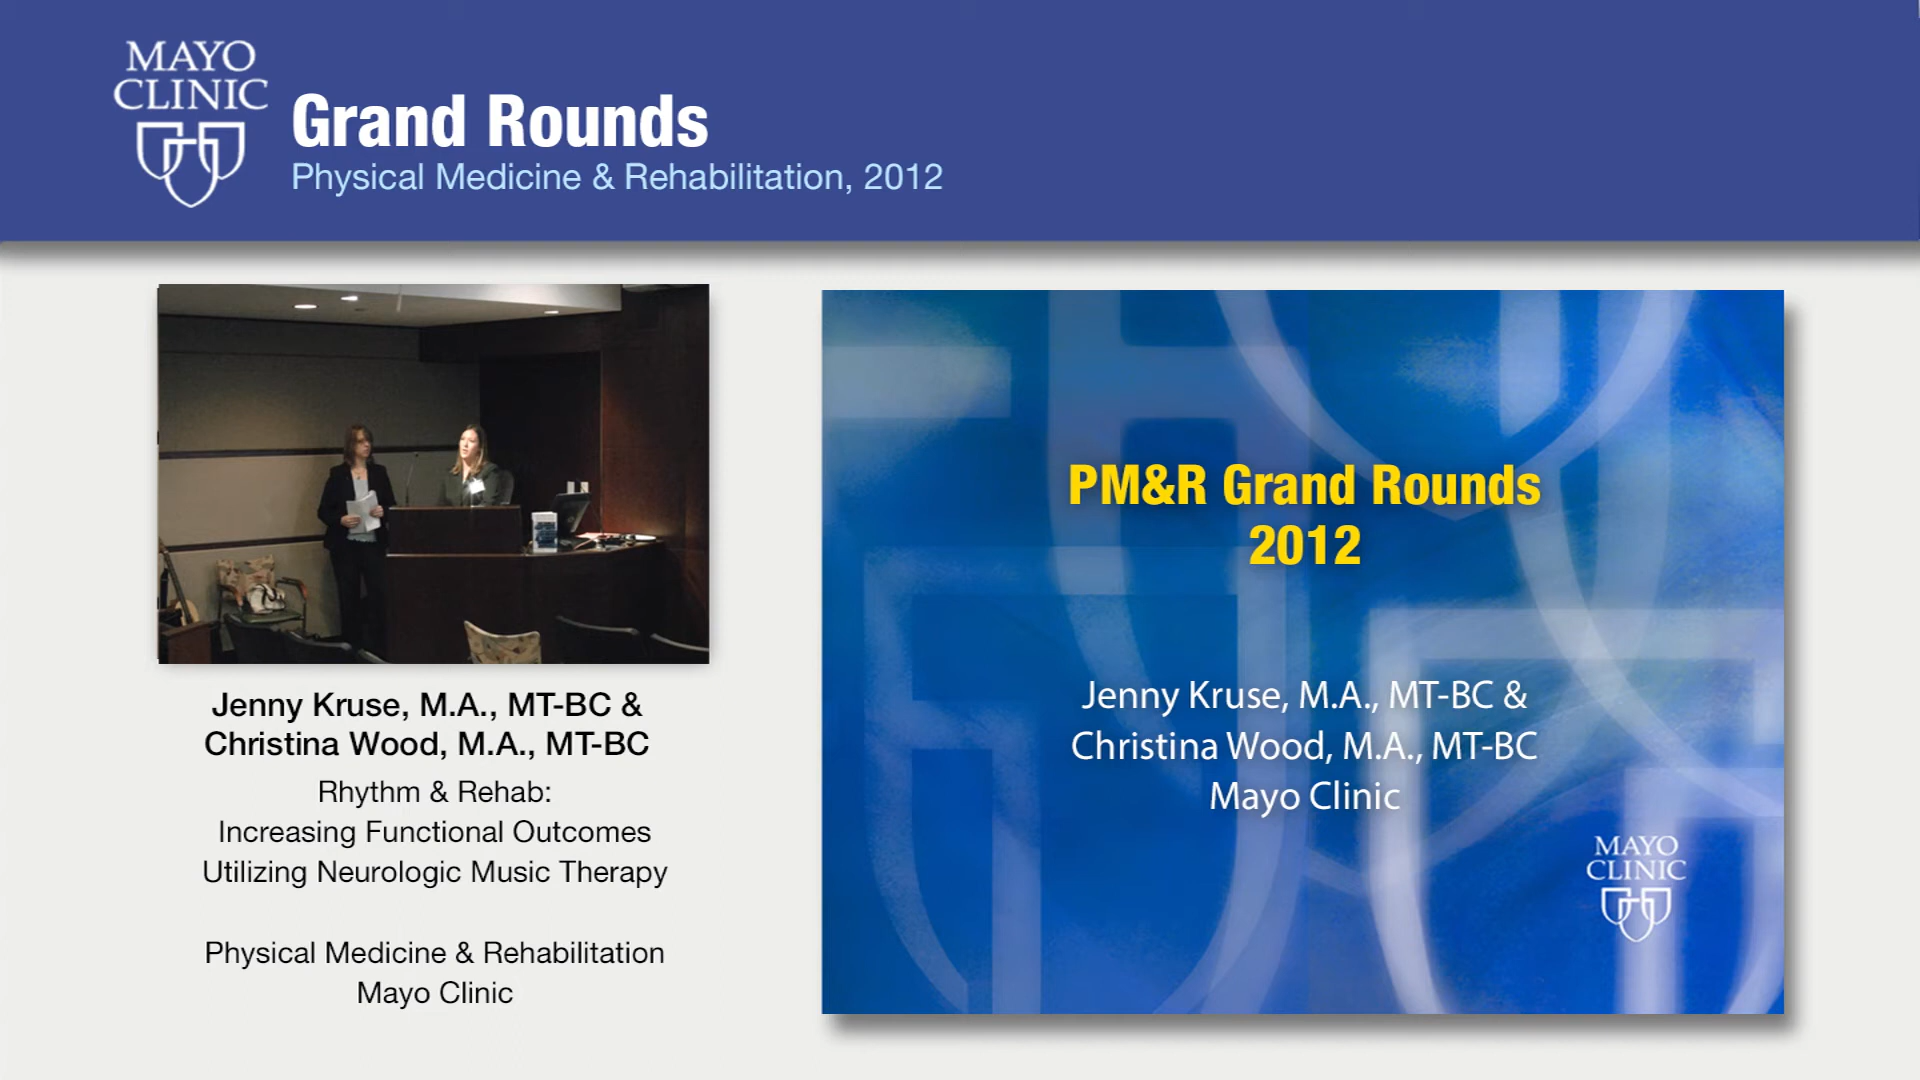 MAYO
CLINIC
Grand Rounds
Physical Medicine & Rehabilitation, 2012
Jenny Kruse, M.A., MT-BC &
Christina Wood, M.A., MT-BC
Rhythm & Rehab:
Increasing Functional Outcomes
Utilizing Neurologic Music Therapy
Physical Medicine & Rehabilitation
Mayo Clinic
PM&R Grand Rounds
2012
Jenny Kruse, M.A., MT-BC &
Christina Wood, M.A., MT-BC
Mayo Clinic
MAYO
CLINIC